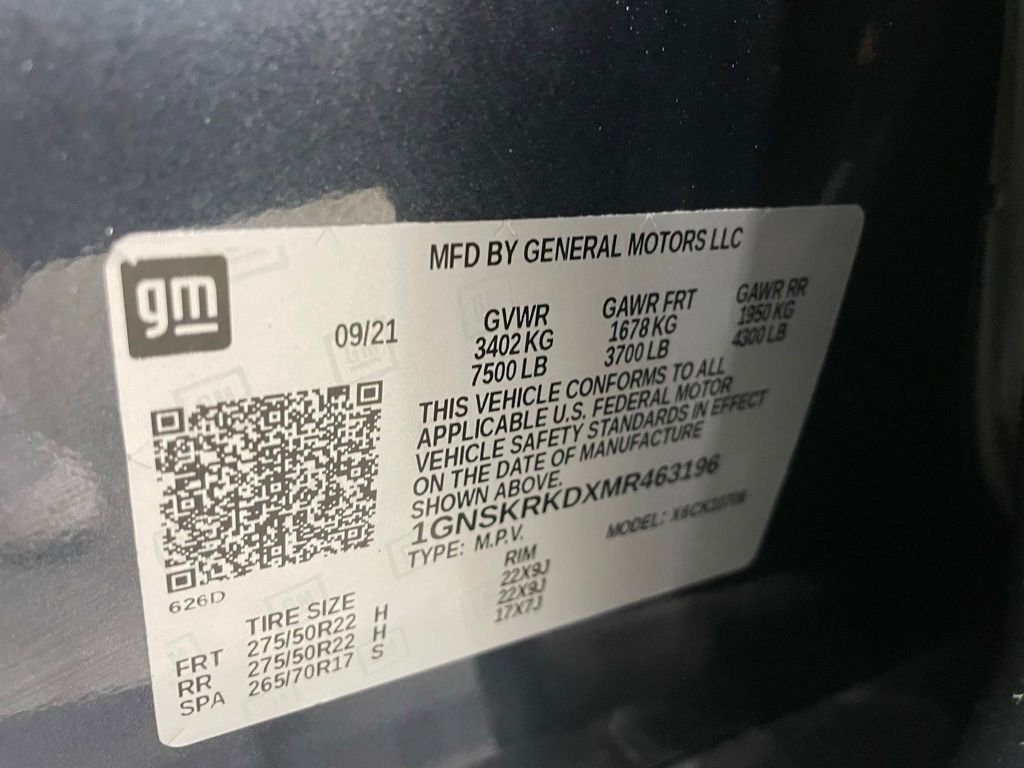 MFD BY GENERAL MOTORS LLC
gm
09/21
GVWR GAWR FRT GAWR RR
3402 KG 1678 KG 1950 KG
7500 LB 3700 LB 4300 LB
THIS VEHICLE CONFORMS TO ALL
APPLICABLE U.S. FEDERAL MOTOR
VEHICLE SAFETY STANDARDS IN EFFECT
ON THE DATE OF MANUFACTURE
SHOWN ABOVE.
1GNSKRKDXMR463196
TYPE: M.P.V. MODEL:
626D
TIRE SIZE RIM
FRT 275/50R22 H 22X9J
RR 275/50R22 H 22X9J
SPA 265/70R17 S 17X7J